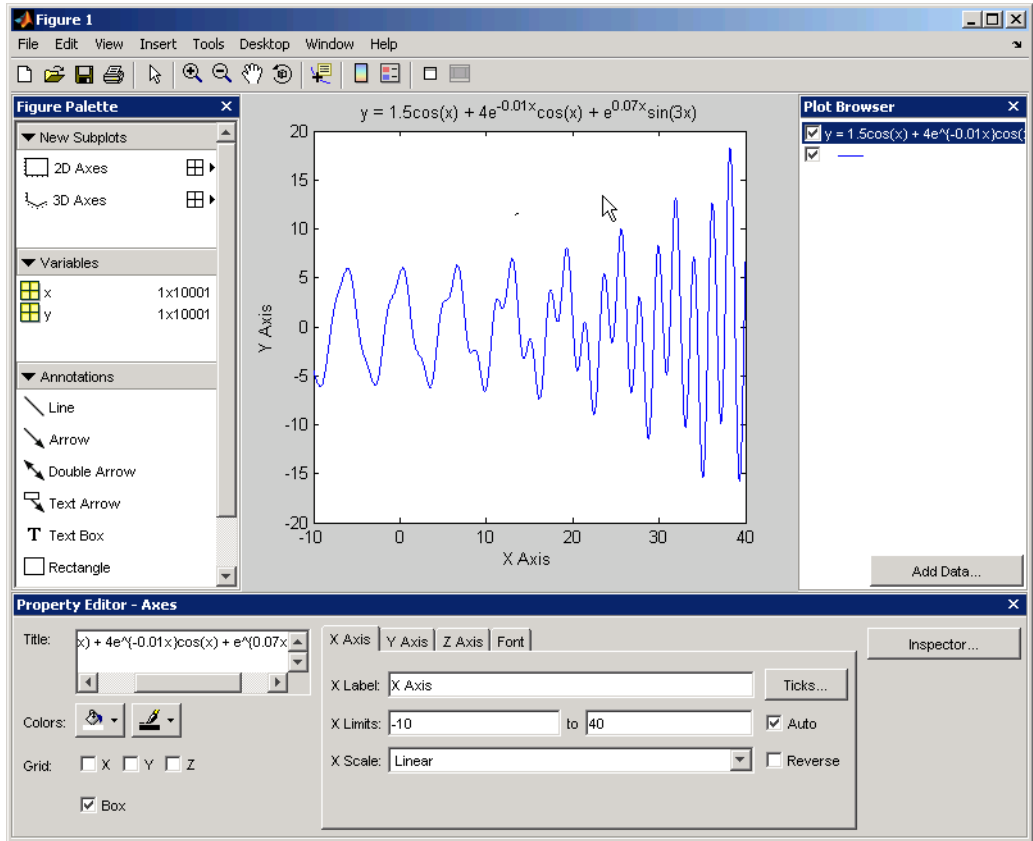 Figure 1
File Edit View Insert Tools Desktop Window Help
Figure Palette
New Subplots
2D Axes
3D Axes
Variables
x 1x10001
y 1x10001
Annotations
Line
Arrow
Double Arrow
Text Arrow
T Text Box
Rectangle
y = 1.5cos(x) + 4e^-0.01x cos(x) + e^0.07x sin(3x)
20
15
10
5
0
-5
-10
-15
-20
Y Axis
-10 0 10 20 30 40
X Axis
Plot Browser
y = 1.5cos(x) + 4e^{-0.01x}cos(
Add Data...
Property Editor - Axes
Title: x) + 4e^{-0.01x}cos(x) + e^{0.07x
Colors:
Grid: X Y Z
Box
X Axis Y Axis Z Axis Font
X Label: X Axis Ticks...
X Limits: -10 to 40 Auto
X Scale: Linear Reverse
Inspector...